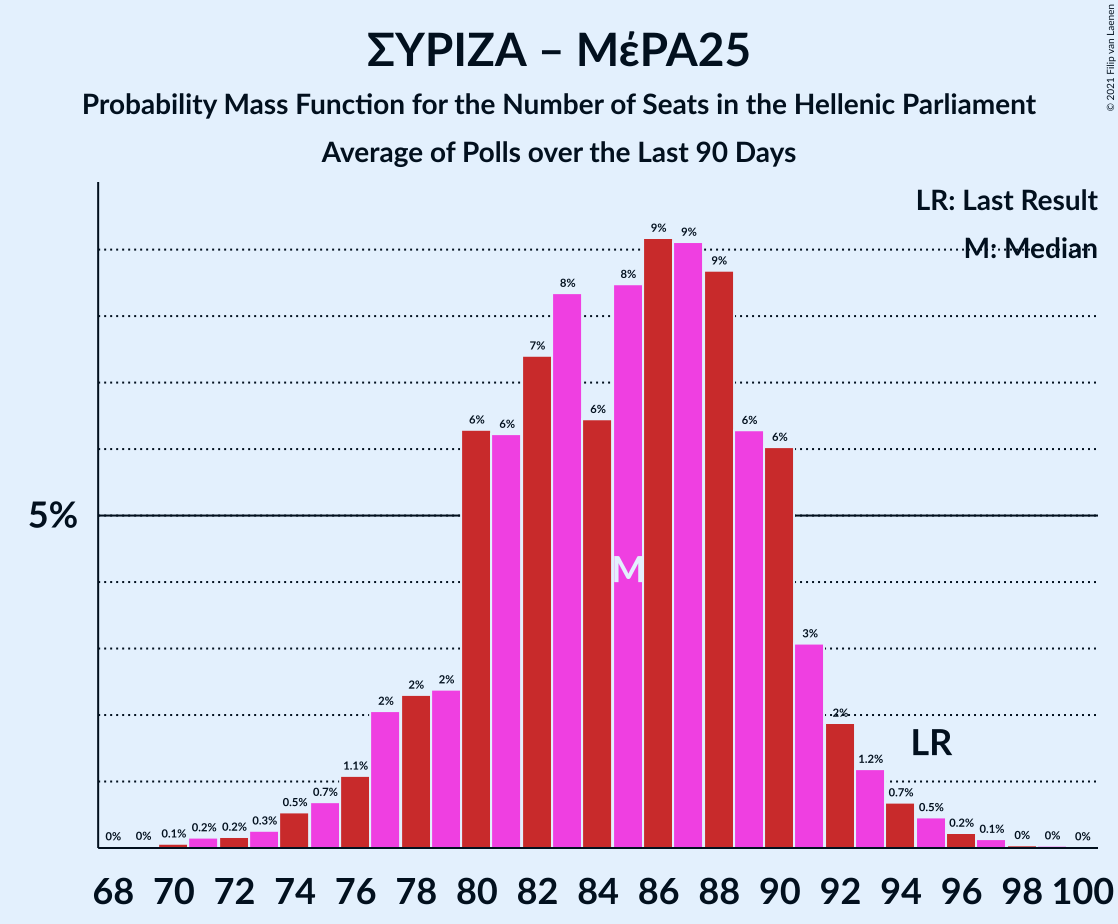 ΣΥΡΙΖΑ – ΜέΡΑ25
Probability Mass Function for the Number of Seats in the Hellenic Parliament
Average of Polls over the Last 90 Days
© 2021 Filip van Laenen
LR: Last Result
M: Median
5%
0% 0% 0.1% 0.2% 0.2% 0.3% 0.5% 0.7% 1.1% 2% 2% 2% 6% 6% 7% 8% 6% 8% 9% 9% 9% 6% 6% 3% 2% 1.2% 0.7% 0.5% 0.2% 0.1% 0% 0% 0%
M
LR
68 70 72 74 76 78 80 82 84 86 88 90 92 94 96 98 100